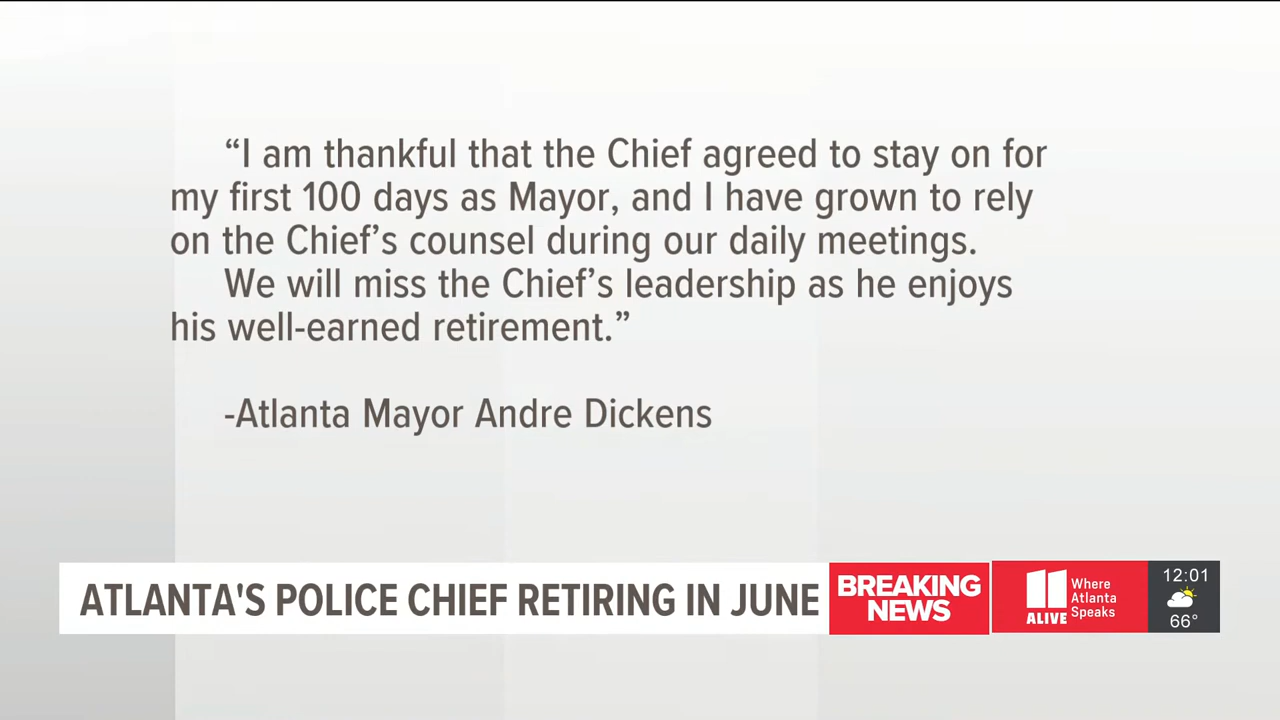 “I am thankful that the Chief agreed to stay on for
my first 100 days as Mayor, and I have grown to rely
on the Chief’s counsel during our daily meetings.
We will miss the Chief’s leadership as he enjoys
his well-earned retirement.”
-Atlanta Mayor Andre Dickens
ATLANTA'S POLICE CHIEF RETIRING IN JUNE
BREAKING
NEWS
11
ALIVE
Where
Atlanta
Speaks
12:01
66°